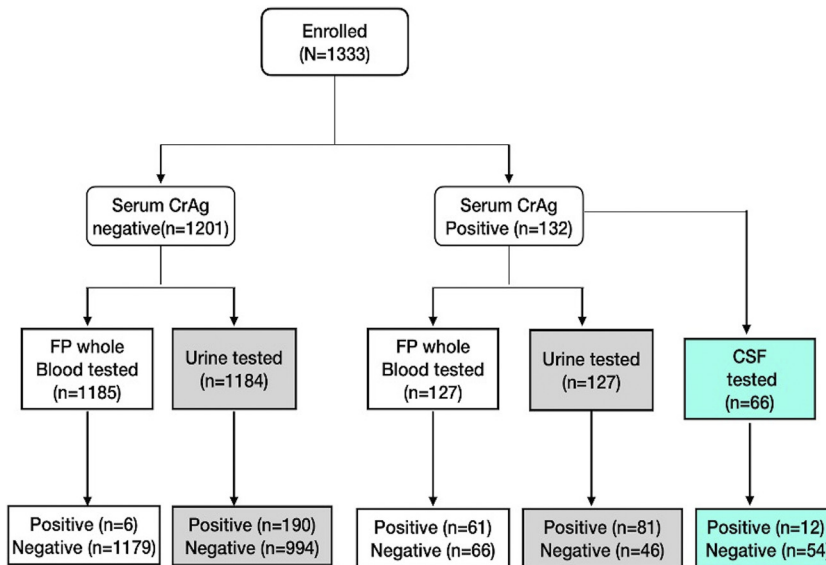 Enrolled
(N=1333)
Serum CrAg
negative(n=1201)
Serum CrAg
Positive (n=132)
FP whole
Blood tested
(n=1185)
Urine tested
(n=1184)
FP whole
Blood tested
(n=127)
Urine tested
(n=127)
CSF
tested
(n=66)
Positive (n=6)
Negative (n=1179)
Positive (n=190)
Negative (n=994)
Positive (n=61)
Negative (n=66)
Positive (n=81)
Negative (n=46)
Positive (n=12)
Negative (n=54